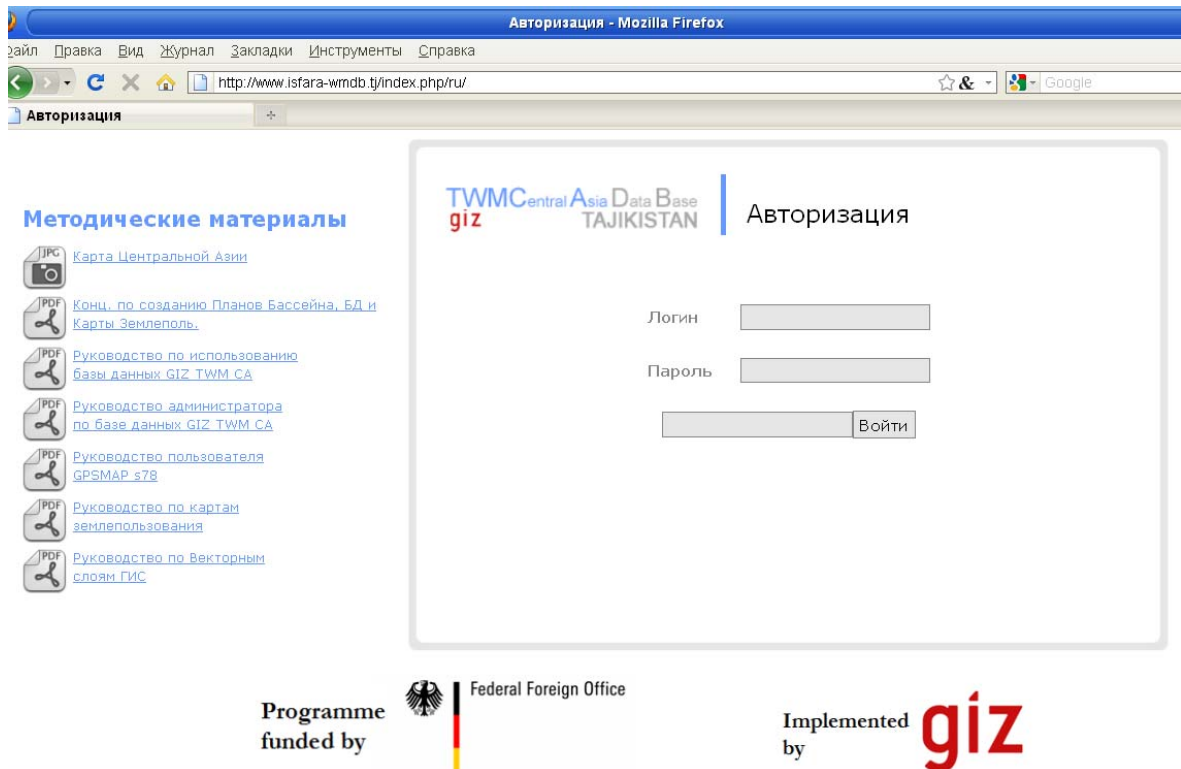 Авторизация - Mozilla Firefox
Файл Правка Вид Журнал Закладки Инструменты Справка
http://www.isfara-wmdb.tj/index.php/ru/
Google
Авторизация
Методические материалы
JPG
Карта Центральной Азии
PDF
Конц. по созданию Планов Бассейна, БД и
Карты Землеполь.
PDF
Руководство по использованию
базы данных GIZ TWM CA
PDF
Руководство администратора
по базе данных GIZ TWM CA
PDF
Руководство пользователя
GPSMAP s78
PDF
Руководство по картам
землепользования
PDF
Руководство по Векторным
слоям ГИС
TWMCentral Asia Data Base
giz TAJIKISTAN
Авторизация
Логин
Пароль
Войти
Programme
funded by
Federal Foreign Office
Implemented
by
giz